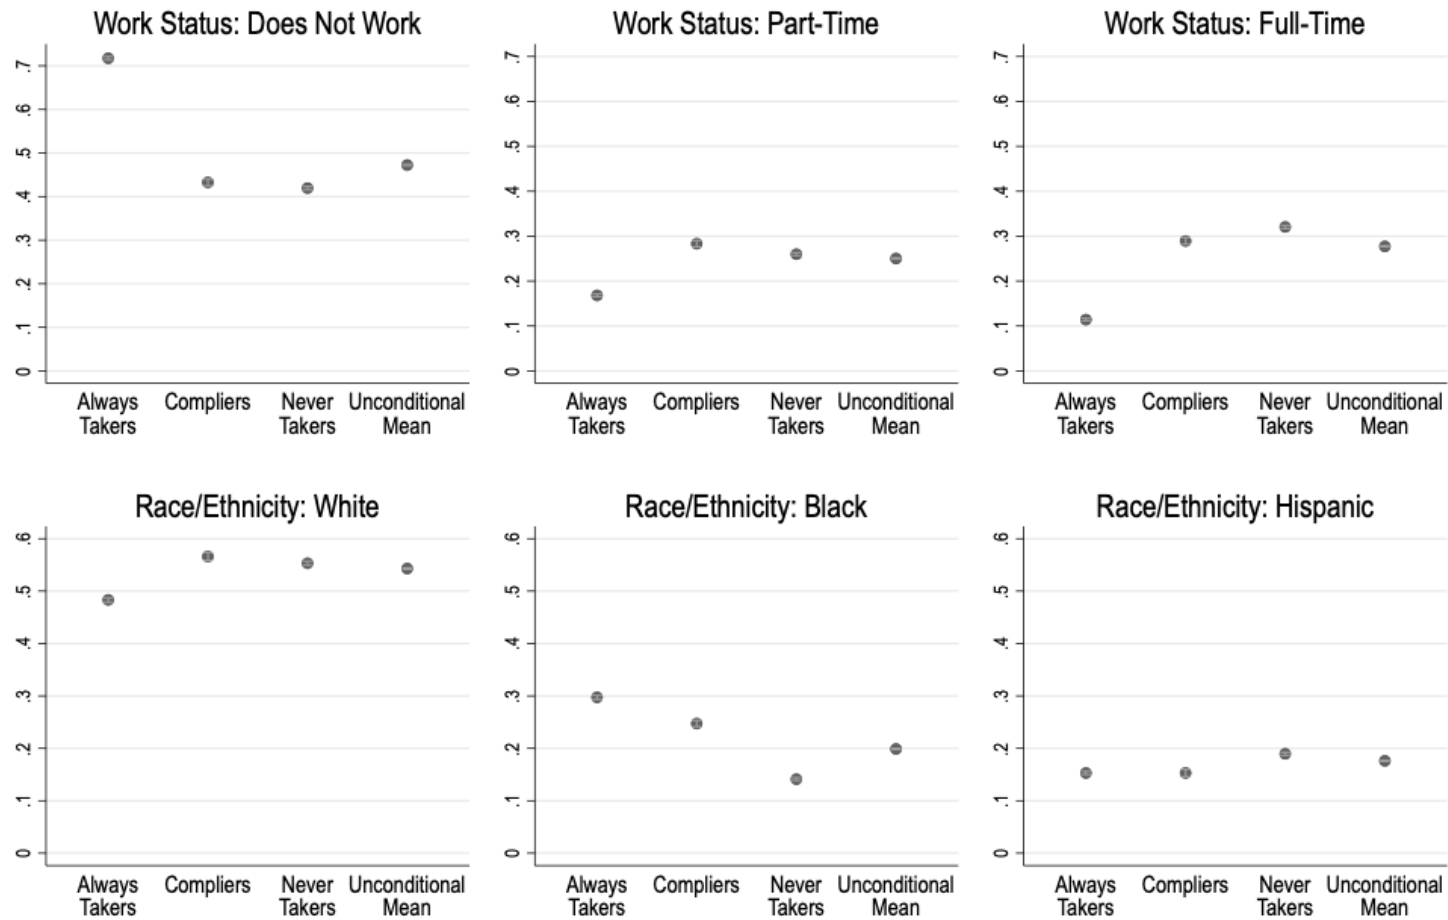 Work Status: Does Not Work
.7
.6
.5
.4
.3
.2
.1
0
Always Takers
Compliers
Never Takers
Unconditional Mean
Work Status: Part-Time
.7
.6
.5
.4
.3
.2
.1
0
Always Takers
Compliers
Never Takers
Unconditional Mean
Work Status: Full-Time
.7
.6
.5
.4
.3
.2
.1
0
Always Takers
Compliers
Never Takers
Unconditional Mean
Race/Ethnicity: White
.6
.5
.4
.3
.2
.1
0
Always Takers
Compliers
Never Takers
Unconditional Mean
Race/Ethnicity: Black
.6
.5
.4
.3
.2
.1
0
Always Takers
Compliers
Never Takers
Unconditional Mean
Race/Ethnicity: Hispanic
.6
.5
.4
.3
.2
.1
0
Always Takers
Compliers
Never Takers
Unconditional Mean